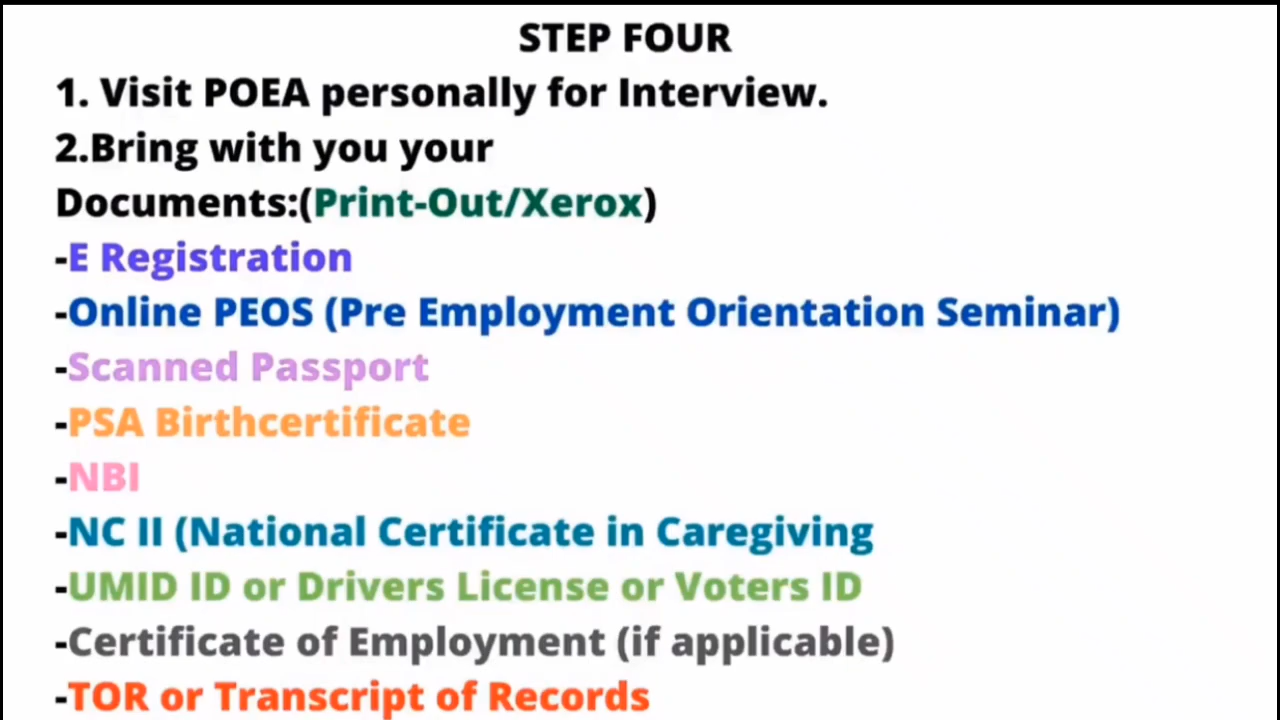 STEP FOUR
1. Visit POEA personally for Interview.
2.Bring with you your
Documents:(Print-Out/Xerox)
-E Registration
-Online PEOS (Pre Employment Orientation Seminar)
-Scanned Passport
-PSA Birthcertificate
-NBI
-NC II (National Certificate in Caregiving
-UMID ID or Drivers License or Voters ID
-Certificate of Employment (if applicable)
-TOR or Transcript of Records